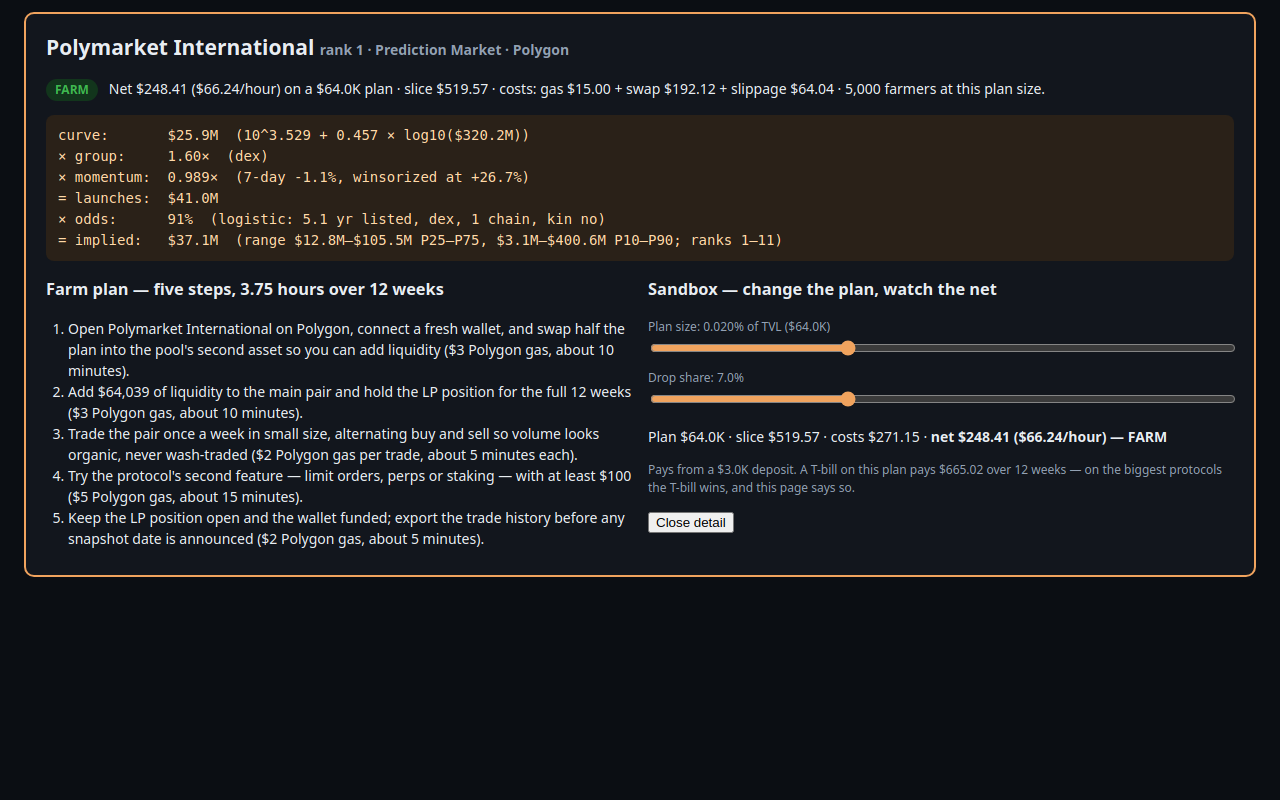 Polymarket International rank 1 · Prediction Market · Polygon
FARM Net $248.41 ($66.24/hour) on a $64.0K plan · slice $519.57 · costs: gas $15.00 + swap $192.12 + slippage $64.04 · 5,000 farmers at this plan size.
curve: $25.9M (10^3.529 + 0.457 × log10($320.2M))
× group: 1.60× (dex)
× momentum: 0.989× (7-day -1.1%, winsorized at +26.7%)
= launches: $41.0M
× odds: 91% (logistic: 5.1 yr listed, dex, 1 chain, kin no)
= implied: $37.1M (range $12.8M–$105.5M P25–P75, $3.1M–$400.6M P10–P90; ranks 1–11)
Farm plan — five steps, 3.75 hours over 12 weeks
1. Open Polymarket International on Polygon, connect a fresh wallet, and swap half the
plan into the pool's second asset so you can add liquidity ($3 Polygon gas, about 10
minutes).
2. Add $64,039 of liquidity to the main pair and hold the LP position for the full 12 weeks
($3 Polygon gas, about 10 minutes).
3. Trade the pair once a week in small size, alternating buy and sell so volume looks
organic, never wash-traded ($2 Polygon gas per trade, about 5 minutes each).
4. Try the protocol's second feature — limit orders, perps or staking — with at least $100
($5 Polygon gas, about 15 minutes).
5. Keep the LP position open and the wallet funded; export the trade history before any
snapshot date is announced ($2 Polygon gas, about 5 minutes).
Sandbox — change the plan, watch the net
Plan size: 0.020% of TVL ($64.0K)
Drop share: 7.0%
Plan $64.0K · slice $519.57 · costs $271.15 · net $248.41 ($66.24/hour) — FARM
Pays from a $3.0K deposit. A T-bill on this plan pays $665.02 over 12 weeks — on the biggest protocols
the T-bill wins, and this page says so.
Close detail